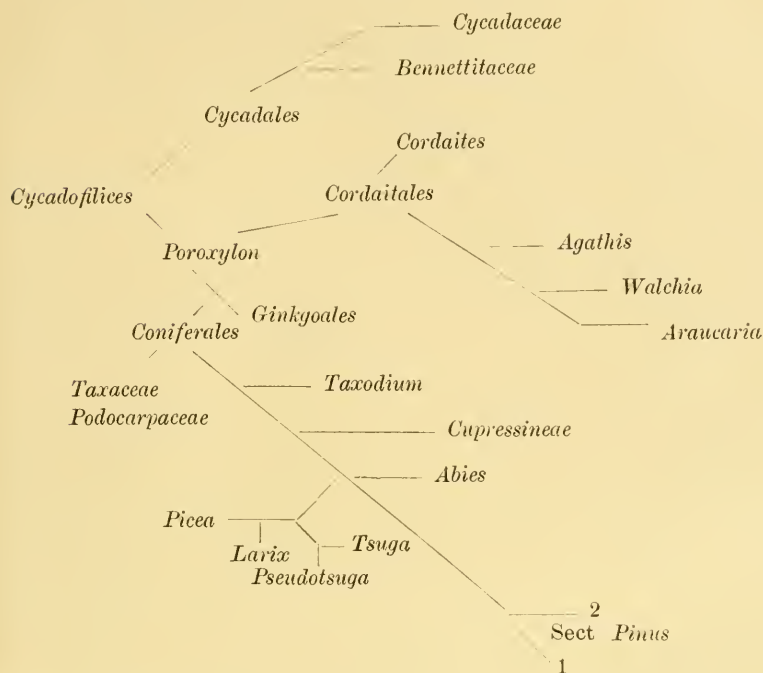 Cycadaceae
Bennettitaceae
Cycadales
Cordaites
Cycadofilices
Cordaitales
Poroxylon
Agathis
Walchia
Ginkgoales
Coniferales
Araucaria
Taxaceae
Podocarpaceae
Taxodium
Cupressineae
Abies
Picea
Larix
Tsuga
Pseudotsuga
2
Sect Pinus
1